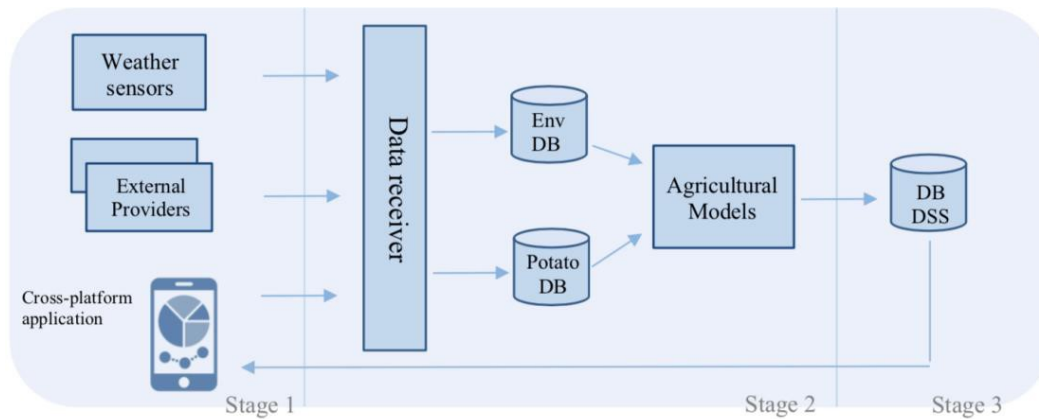 Weather
sensors
External
Providers
Cross-platform
application
Data receiver
Env
DB
Potato
DB
Agricultural
Models
DB
DSS
Stage 1
Stage 2
Stage 3